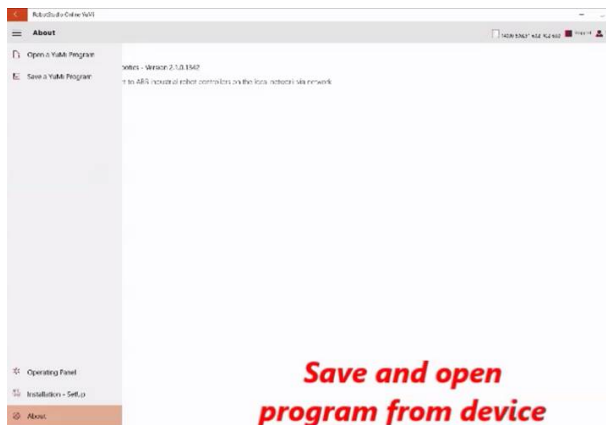 RobotStudio Online YuMi
About
Open a YuMi Program
Save a YuMi Program
botics - Version 2.1.0.1342
t to ABB industrial robot controllers on the local network via network
Operating Panel
Installation - SetUp
About
Save and open
program from device